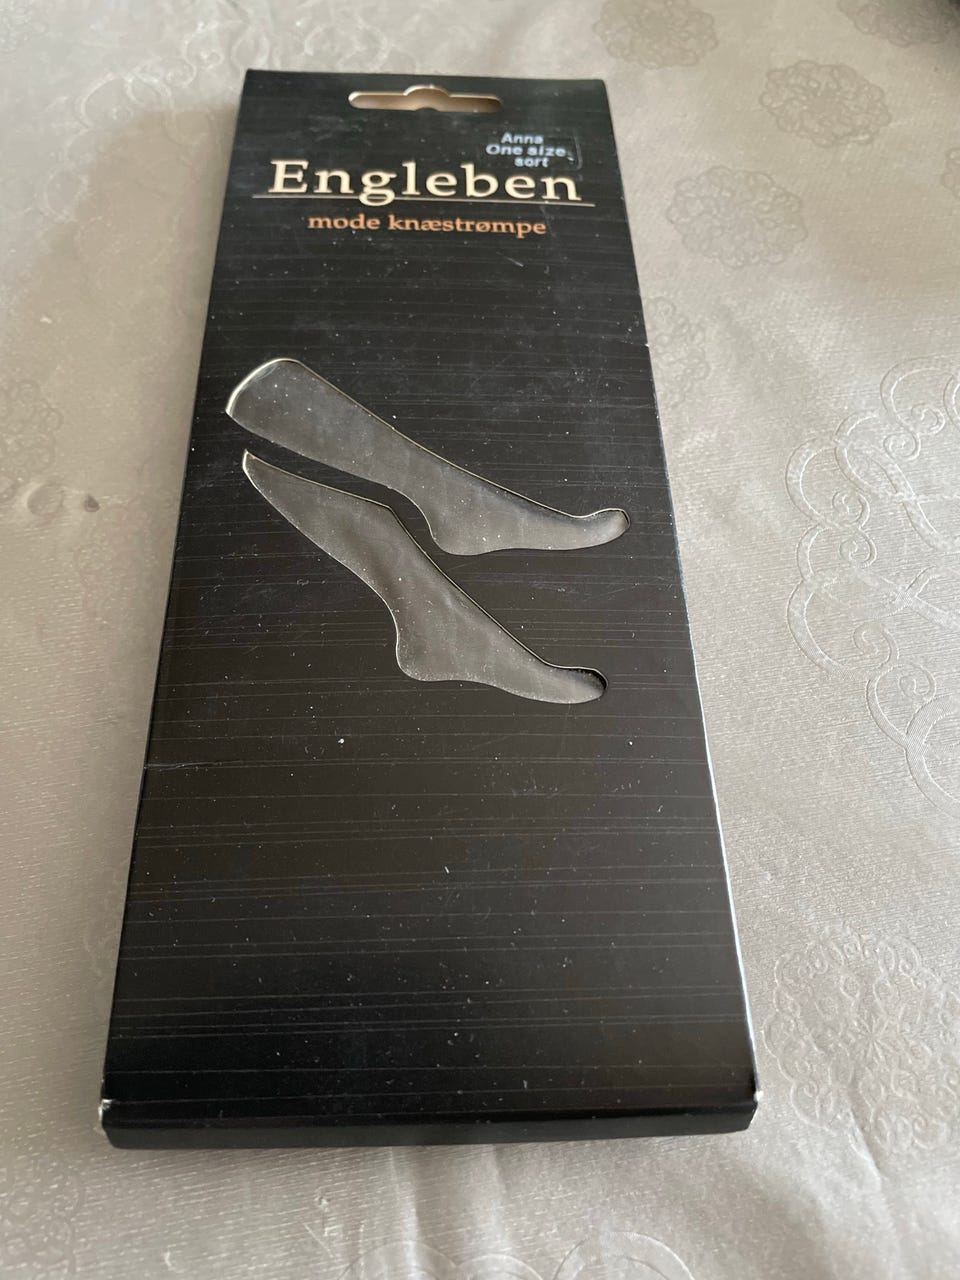 Anna
One size
sort
Engleben
mode knæstrømpe